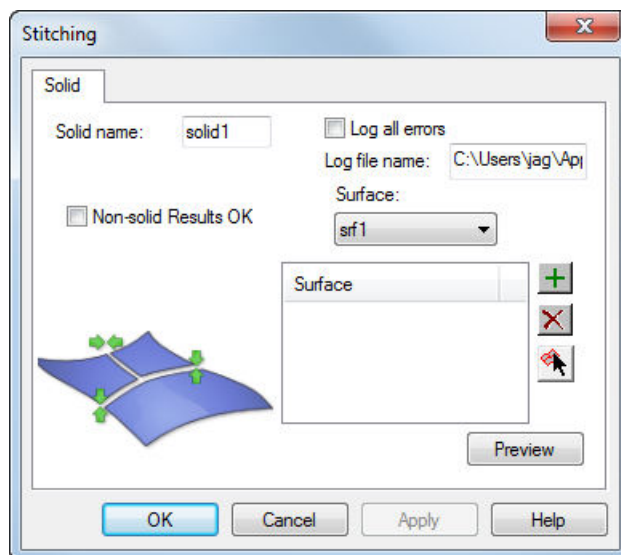 Stitching
Solid
Solid name: solid1
Log all errors
Log file name: C:\Users\jag\Ap
Non-solid Results OK
Surface:
srf1
Surface
Preview
OK Cancel Apply Help